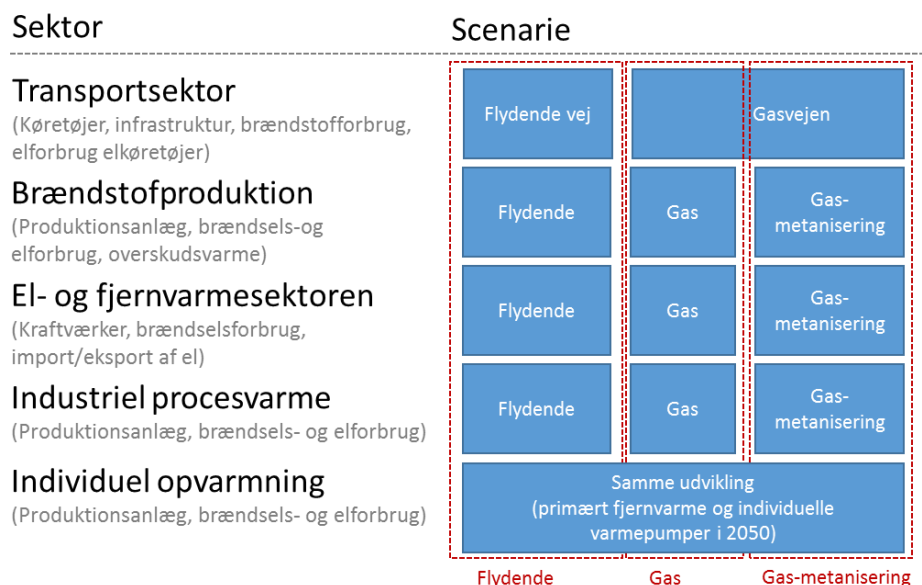 Sektor
Scenarie
Transportsektor
(Køretøjer, infrastruktur, brændstofforbrug,
elforbrug elkøretøjer)
Flydende vej
Gasvejen
Brændstofproduktion
(Produktionsanlæg, brændsels-og
elforbrug, overskudsvarme)
Flydende
Gas
Gas-
metanisering
El- og fjernvarmesektoren
(Kraftværker, brændselsforbrug,
import/eksport af el)
Flydende
Gas
Gas-
metanisering
Industriel procesvarme
(Produktionsanlæg, brændsels- og elforbrug)
Flydende
Gas
Gas-
metanisering
Individuel opvarmning
(Produktionsanlæg, brændsels- og elforbrug)
Samme udvikling
(primært fjernvarme og individuelle
varmepumper i 2050)
Flydende
Gas
Gas-metanisering